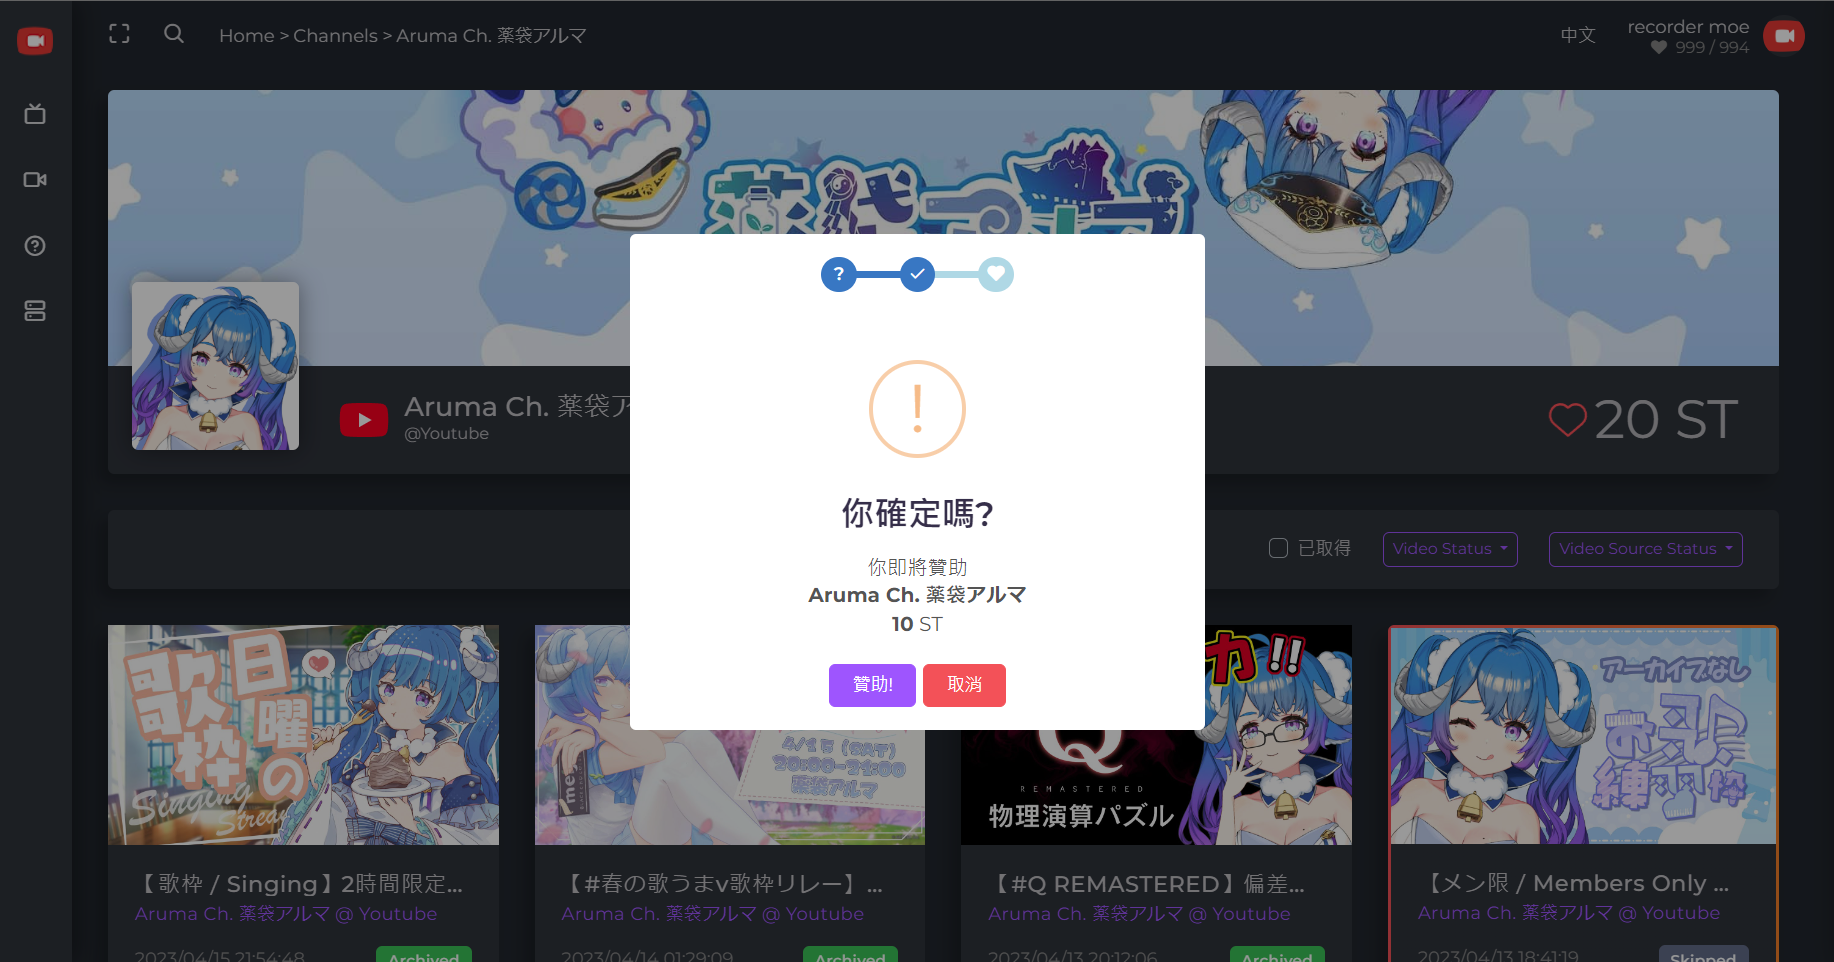 Home > Channels > Aruma Ch. 薬袋アルマ
中文
recorder moe
999 / 994
薬袋アルマ
Aruma Ch. 薬袋ア
@Youtube
20 ST
?
!
你確定嗎?
你即將贊助
Aruma Ch. 薬袋アルマ
10 ST
贊助!
取消
已取得
Video Status
Video Source Status
日曜の
歌枠
Singing
Stream
4/15 (SAT)
20:00-21:00
薬袋アルマ
力!!
Q
REMASTERED
物理演算パズル
アーカイブなし
お歌
練習枠
【歌枠 / Singing】2時間限定...
Aruma Ch. 薬袋アルマ @ Youtube
2023/04/15 21:54:48
Archived
【#春の歌うまv歌枠リレー】 ...
Aruma Ch. 薬袋アルマ @ Youtube
2023/04/14 01:29:09
Archived
【#Q REMASTERED】偏差...
Aruma Ch. 薬袋アルマ @ Youtube
2023/04/13 20:12:06
Archived
【メン限 / Members Only ...
Aruma Ch. 薬袋アルマ @ Youtube
2023/04/13 18:41:19
Skipped